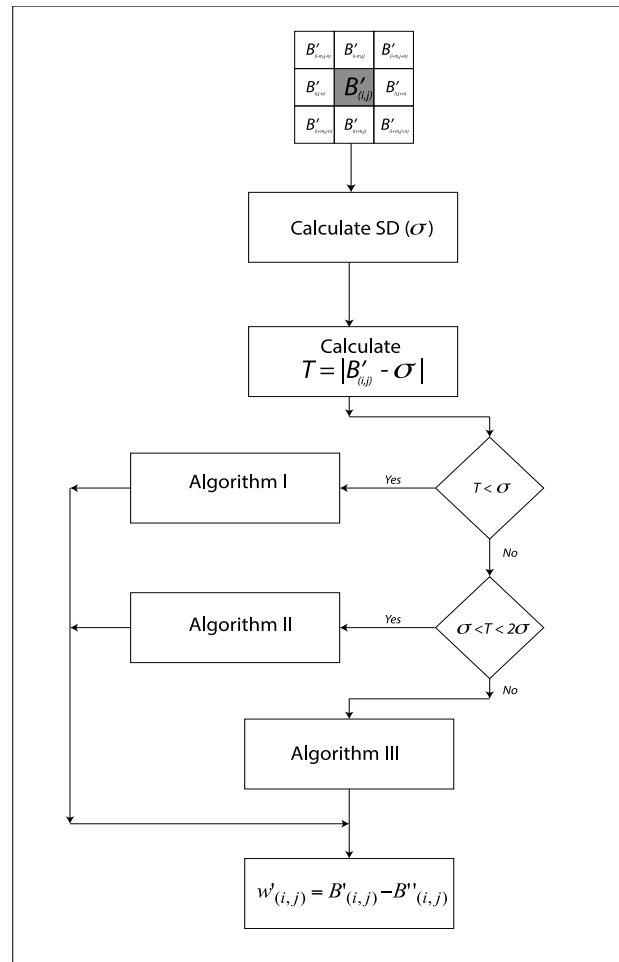 B′(i-m,j-n) B′(i-m,j) B′(i-m,j+n)
B′(i,j-n) B′(i,j) B′(i,j+n)
B′(i+m,j-n) B′(i+m,j) B′(i+m,j+n)
Calculate SD (σ)
Calculate
T = |B′(i,j) - σ|
Algorithm I
Yes
T < σ
No
Algorithm II
Yes
σ <T < 2σ
No
Algorithm III
w'(i,j) = B'(i,j) − B''(i,j)